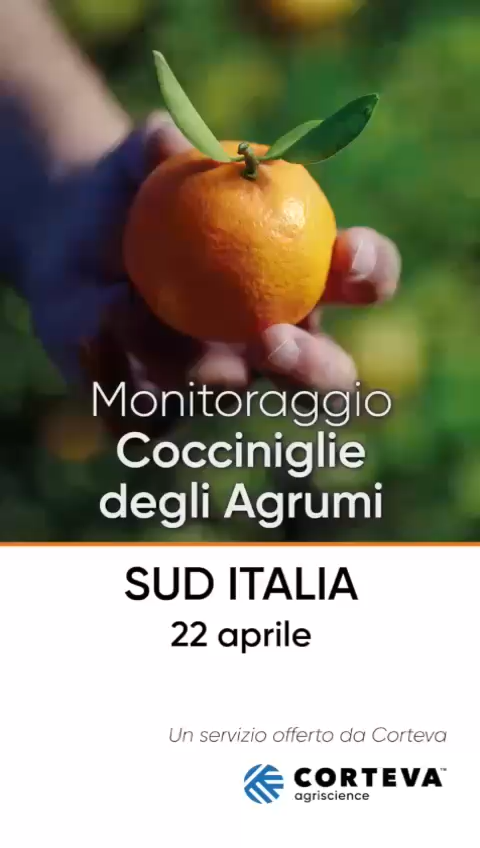 Monitoraggio
Cocciniglie
degli Agrumi
SUD ITALIA
22 aprile
Un servizio offerto da Corteva
CORTEVA™
agriscience